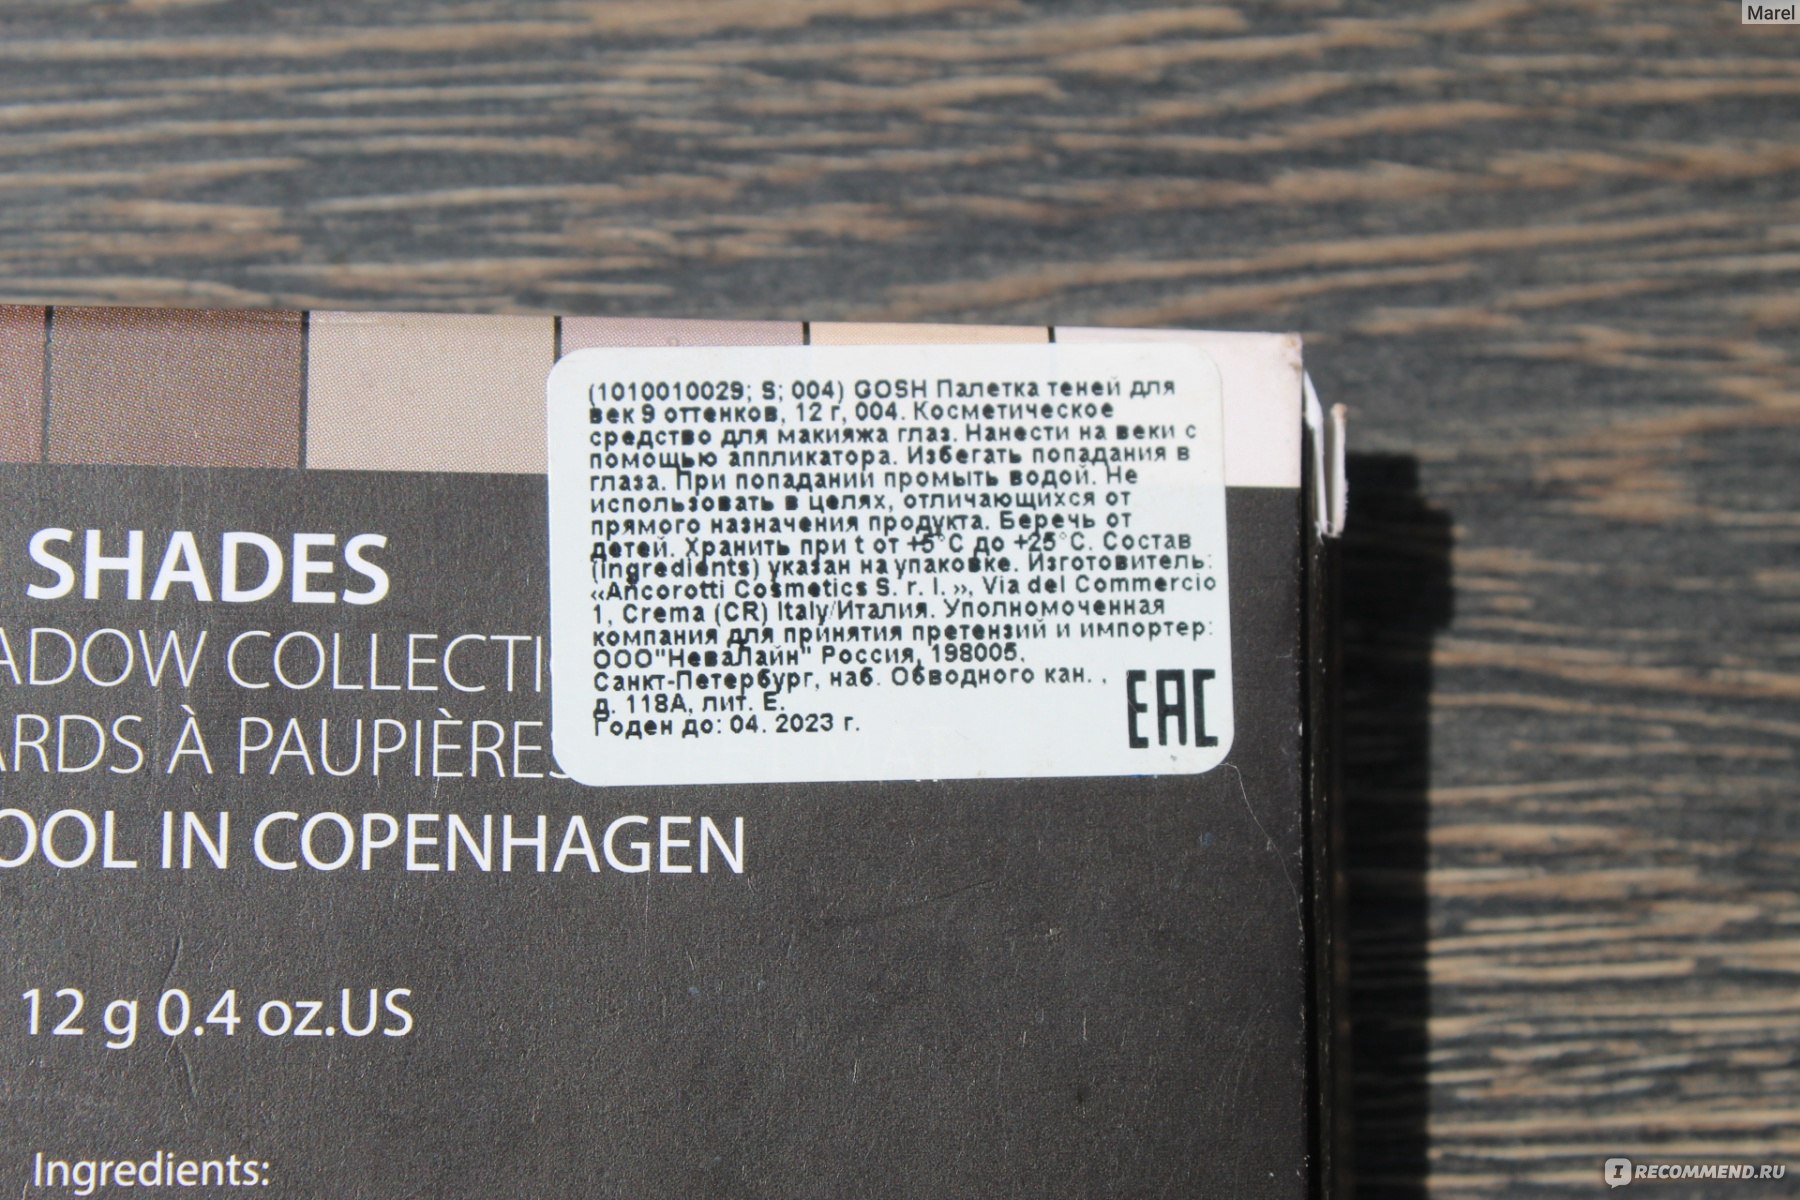 Marel
(1010010029; S; 004) GOSH Палетка теней для
век 9 оттенков, 12 г, 004. Косметическое
средство для макияжа глаз. Нанести на веки с
помощью аппликатора. Избегать попадания в
глаза. При попадании промыть водой. Не
использовать в целях, отличающихся от
прямого назначения продукта. Беречь от
детей. Хранить при t от +5°C до +25°C. Состав
(Ingredients) указан на упаковке. Изготовитель:
«Ancorotti Cosmetics S. r. l. », Via del Commercio
1, Crema (CR) Italy/Италия. Уполномоченная
компания для принятия претензий и импортер:
ООО"НеваЛайн" Россия, 198005,
Санкт-Петербург, наб. Обводного кан. ,
д. 118А, лит. Е.
Годен до: 04. 2023 г.
EAC
SHADES
ADOW COLLECTI
ARDS À PAUPIÈRES
OOL IN COPENHAGEN
12 g 0.4 oz.US
Ingredients:
IRECOMMEND.RU